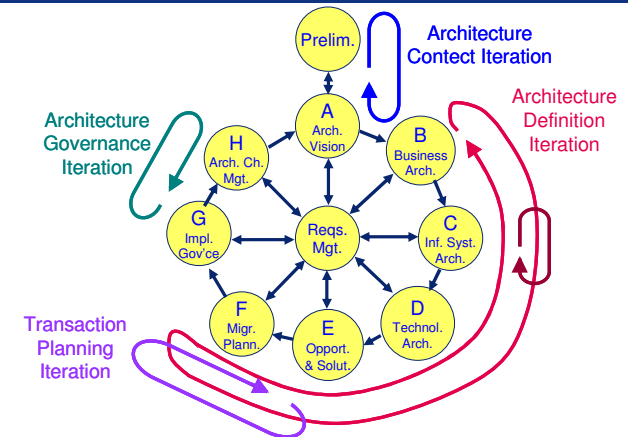 Prelim.
Architecture
Contect Iteration
Architecture
Definition
Iteration
Architecture
Governance
Iteration
A
Arch.
Vision
B
Business
Arch.
H
Arch. Ch.
Mgt.
Reqs.
Mgt.
C
Inf. Syst.
Arch.
G
Impl.
Gov'ce
F
Migr.
Plann.
E
Opport.
& Solut.
D
Technol.
Arch.
Transaction
Planning
Iteration